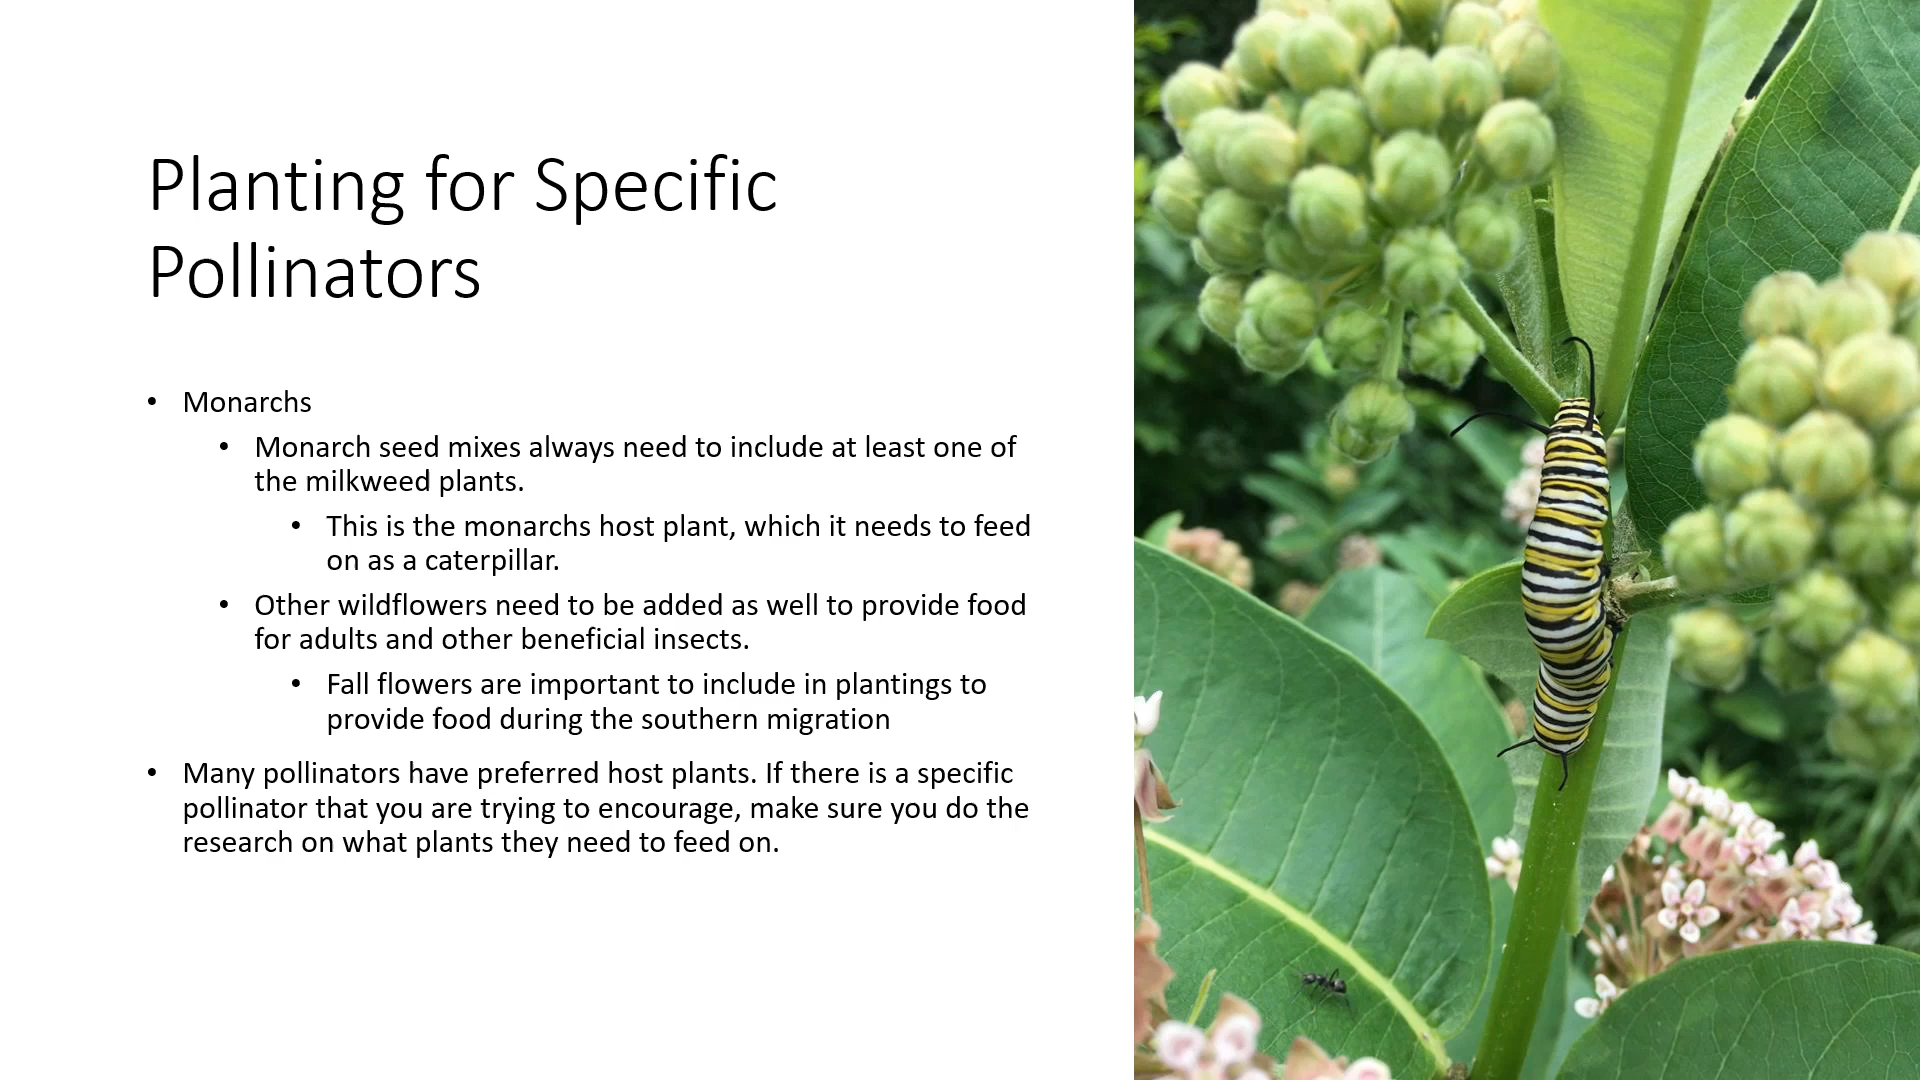 Planting for Specific
Pollinators
• Monarchs
• Monarch seed mixes always need to include at least one of
the milkweed plants.
• This is the monarchs host plant, which it needs to feed
on as a caterpillar.
• Other wildflowers need to be added as well to provide food
for adults and other beneficial insects.
• Fall flowers are important to include in plantings to
provide food during the southern migration
• Many pollinators have preferred host plants. If there is a specific
pollinator that you are trying to encourage, make sure you do the
research on what plants they need to feed on.